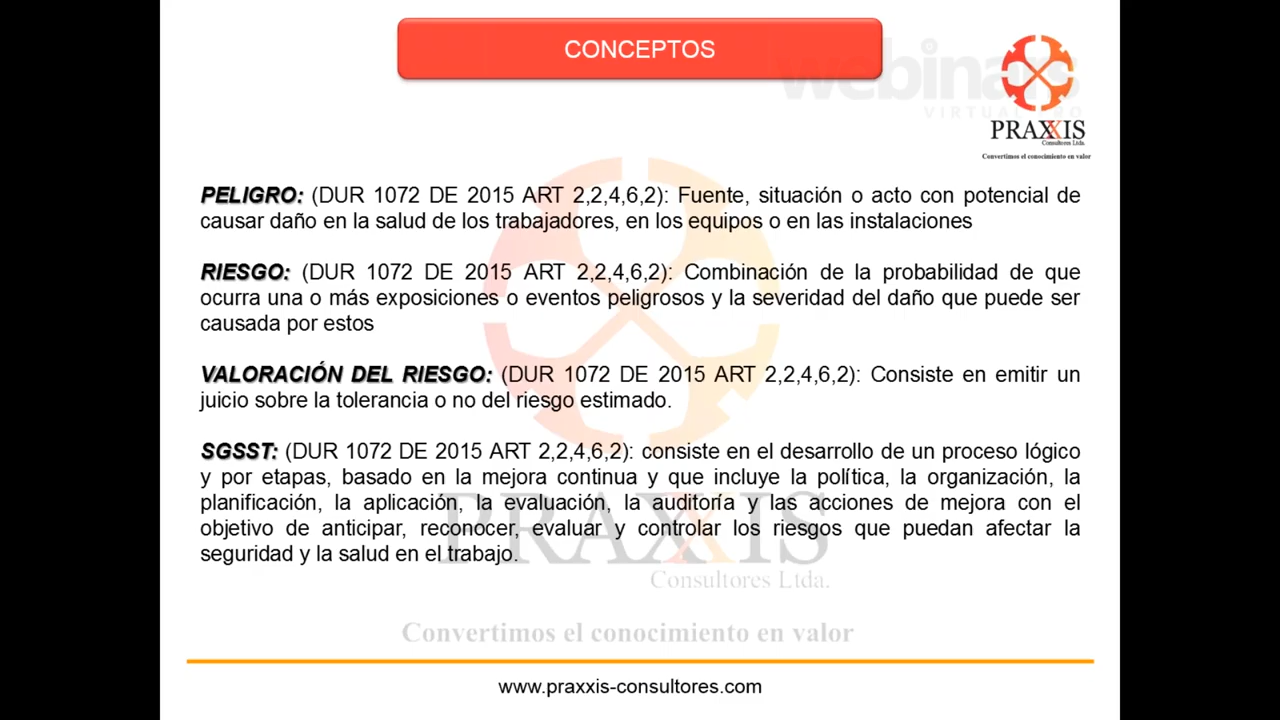 CONCEPTOS
webinars
VIRTUAL PRO
PRAXXIS
Consultores Ltda.
Convertimos el conocimiento en valor
PELIGRO: (DUR 1072 DE 2015 ART 2,2,4,6,2): Fuente, situación o acto con potencial de
causar daño en la salud de los trabajadores, en los equipos o en las instalaciones
RIESGO: (DUR 1072 DE 2015 ART 2,2,4,6,2): Combinación de la probabilidad de que
ocurra una o más exposiciones o eventos peligrosos y la severidad del daño que puede ser
causada por estos
VALORACIÓN DEL RIESGO: (DUR 1072 DE 2015 ART 2,2,4,6,2): Consiste en emitir un
juicio sobre la tolerancia o no del riesgo estimado.
SGSST: (DUR 1072 DE 2015 ART 2,2,4,6,2): consiste en el desarrollo de un proceso lógico
y por etapas, basado en la mejora continua y que incluye la política, la organización, la
planificación, la aplicación, la evaluación, la auditoría y las acciones de mejora con el
objetivo de anticipar, reconocer, evaluar y controlar los riesgos que puedan afectar la
seguridad y la salud en el trabajo.
PRAXXIS
Consultores Ltda.
Convertimos el conocimiento en valor
www.praxxis-consultores.com